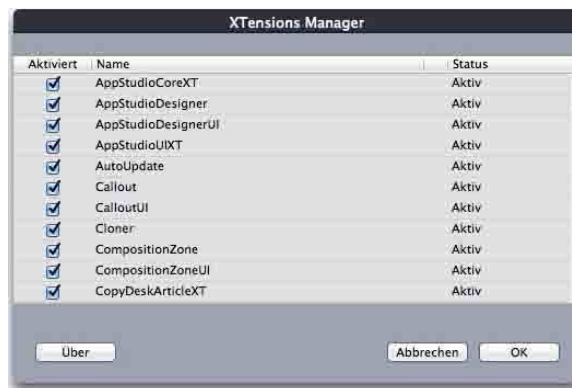 XTensions Manager
Aktiviert Name Status
AppStudioCoreXT Aktiv
AppStudioDesigner Aktiv
AppStudioDesignerUI Aktiv
AppStudioUIXT Aktiv
AutoUpdate Aktiv
Callout Aktiv
CalloutUI Aktiv
Cloner Aktiv
CompositionZone Aktiv
CompositionZoneUI Aktiv
CopyDeskArticleXT Aktiv
Über Abbrechen OK